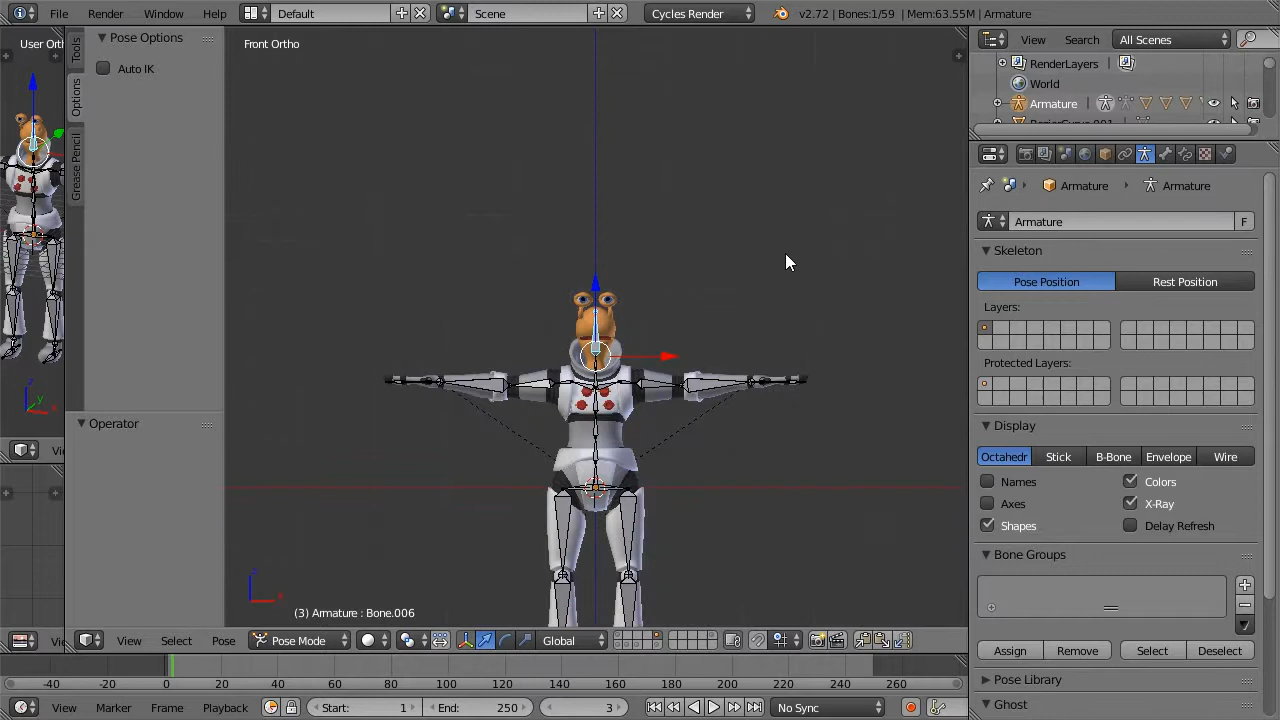 File Render Window Help Default Scene Cycles Render v2.72 | Bones:1/59 | Mem:63.55M | Armature
User Orth
Pose Options
Auto IK
Tools
Options
Grease Pencil
Operator
Front Ortho
(3) Armature : Bone.006
View Search All Scenes
RenderLayers
World
Armature
Armature Armature
Armature F
Skeleton
Pose Position Rest Position
Layers:
Protected Layers:
Display
Octahedr Stick B-Bone Envelope Wire
Names Colors
Axes X-Ray
Shapes Delay Refresh
Bone Groups
Assign Remove Select Deselect
Pose Library
Ghost
View Select Pose Pose Mode Global
-40 -20 0 20 40 60 80 100 120 140 160 180 200 220 240 260
View Marker Frame Playback Start: 1 End: 250 3 No Sync